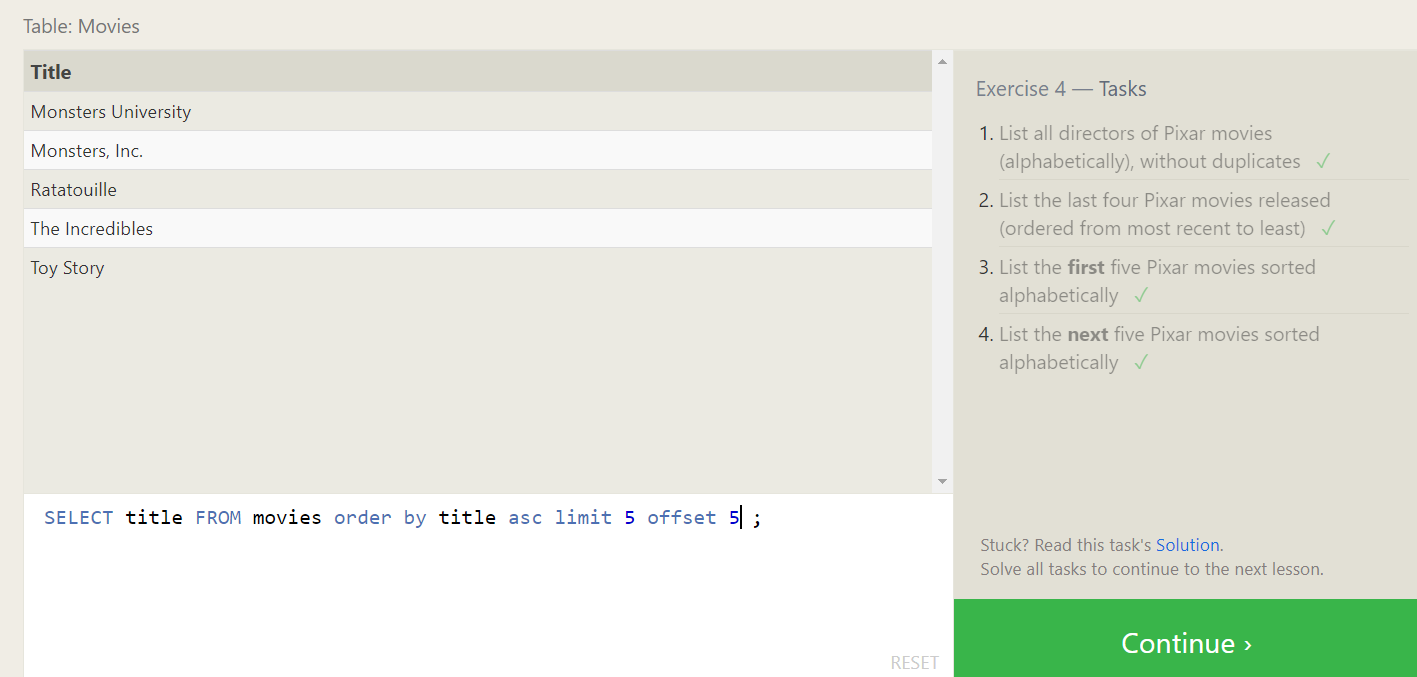 Table: Movies
Title
Monsters University
Monsters, Inc.
Ratatouille
The Incredibles
Toy Story
SELECT title FROM movies order by title asc limit 5 offset 5 ;
RESET
Exercise 4 — Tasks
1. List all directors of Pixar movies
(alphabetically), without duplicates ✓
2. List the last four Pixar movies released
(ordered from most recent to least) ✓
3. List the first five Pixar movies sorted
alphabetically ✓
4. List the next five Pixar movies sorted
alphabetically ✓
Stuck? Read this task's Solution.
Solve all tasks to continue to the next lesson.
Continue ›